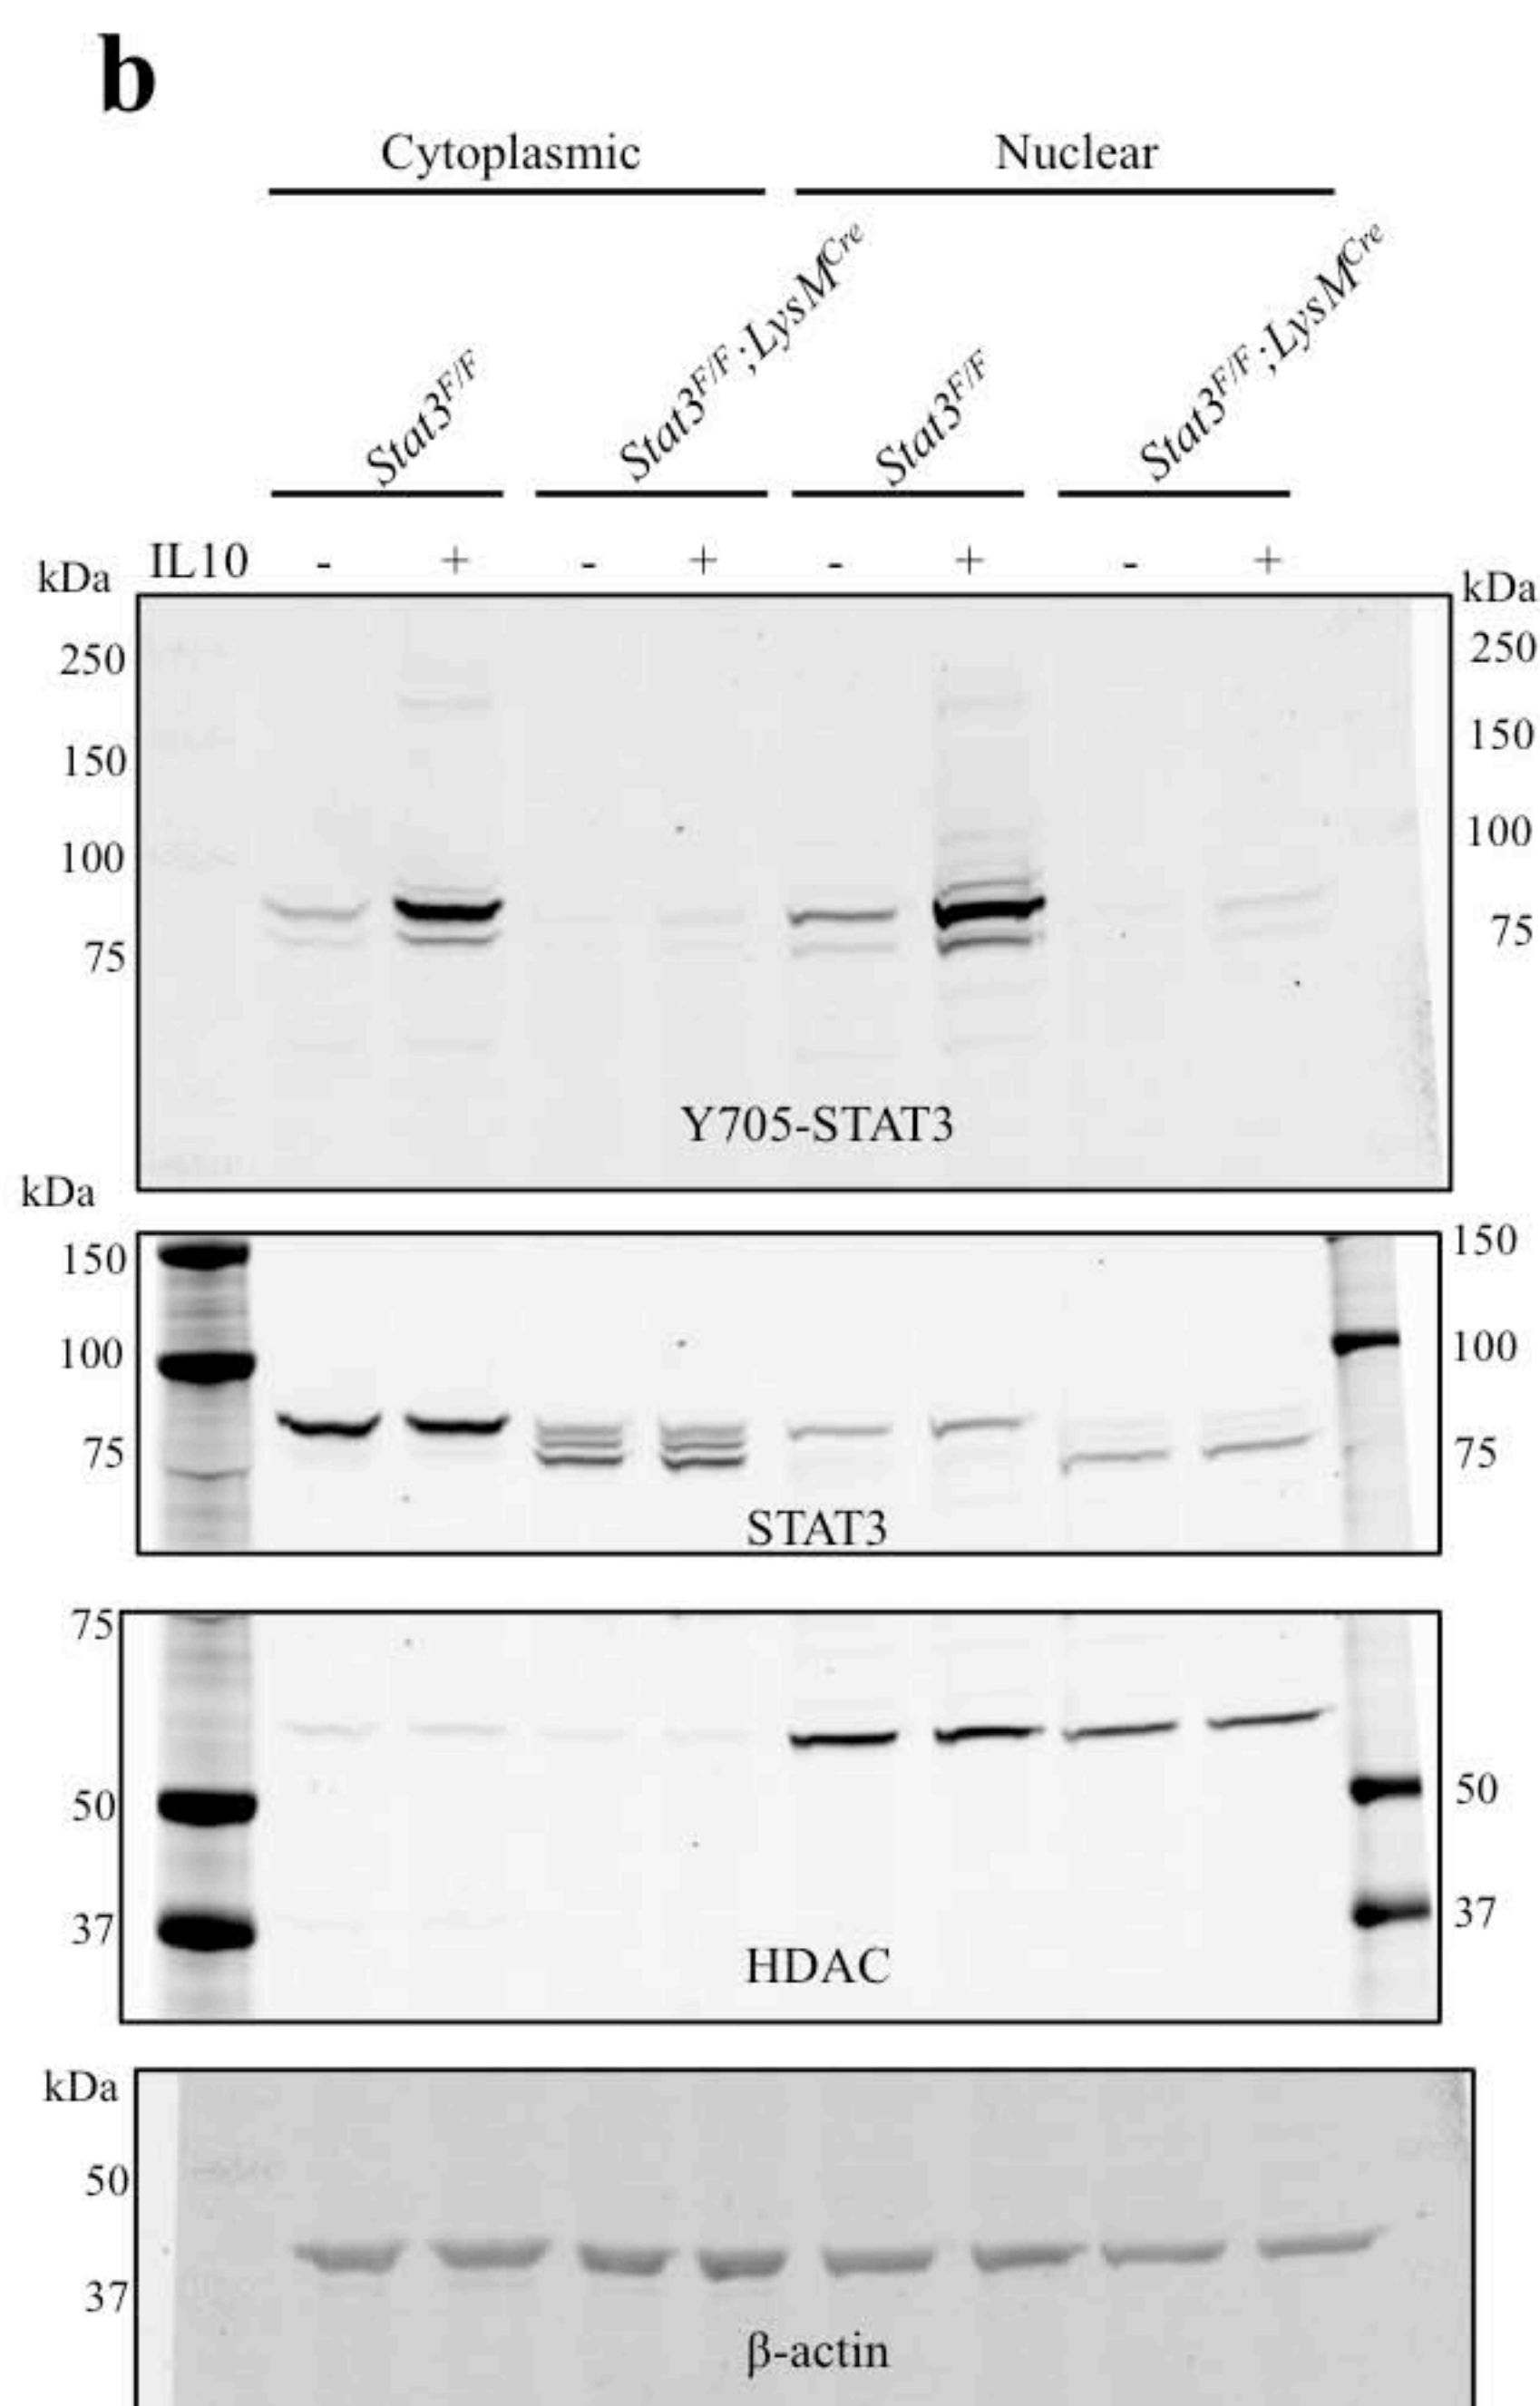 b
Cytoplasmic Nuclear
Stat3F/F Stat3F/F;LysMCre Stat3F/F Stat3F/F;LysMCre
kDa IL10 - + - + - + - + kDa
250 250
150 150
100 100
75 75
Y705-STAT3
kDa
150 150
100 100
75 75
STAT3
75
50 50
37 37
HDAC
kDa
50
37
β-actin